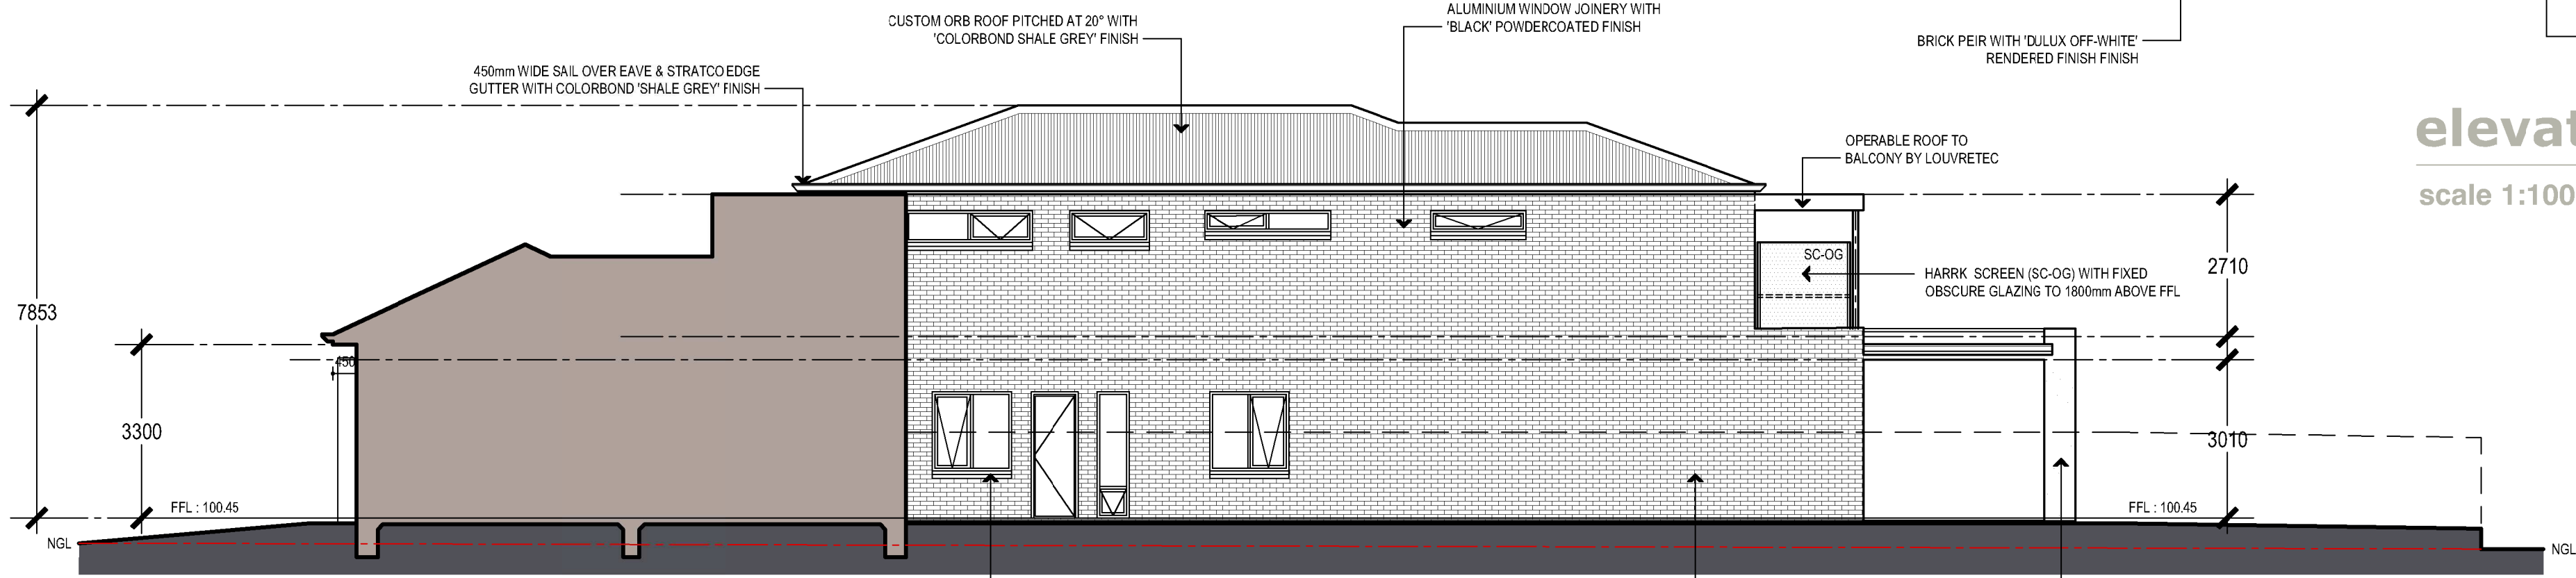 ALUMINIUM WINDOW JOINERY WITH
'BLACK' POWDERCOATED FINISH
CUSTOM ORB ROOF PITCHED AT 20° WITH
'COLORBOND SHALE GREY' FINISH
BRICK PEIR WITH 'DULUX OFF-WHITE'
RENDERED FINISH FINISH
450mm WIDE SAIL OVER EAVE & STRATCO EDGE
GUTTER WITH COLORBOND 'SHALE GREY' FINISH
elevat
scale 1:100
OPERABLE ROOF TO
BALCONY BY LOUVRETEC
SC-OG
HARRK SCREEN (SC-OG) WITH FIXED
OBSCURE GLAZING TO 1800mm ABOVE FFL
2710
7853
450
3300
3010
FFL : 100.45
FFL : 100.45
NGL
NGL